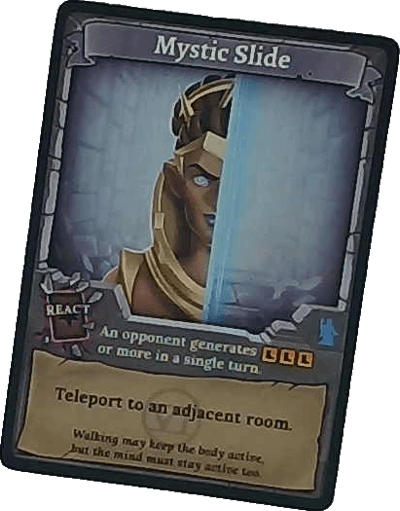 Mystic Slide
REACT
An opponent generates LLL
or more in a single turn.
Teleport to an adjacent room.
Walking may keep the body active,
but the mind must stay active too.